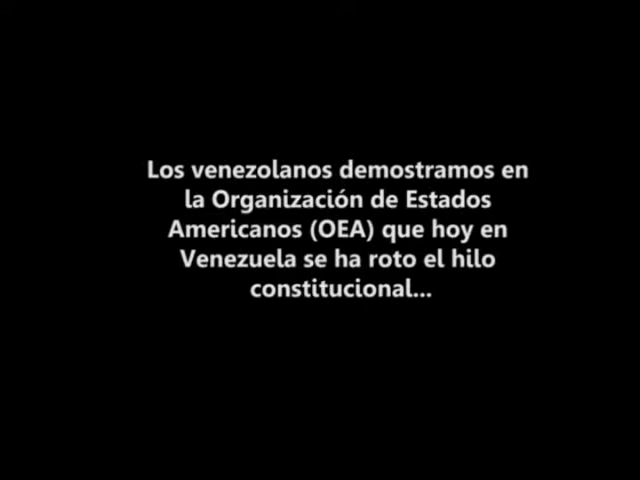 Los venezolanos demostramos en
la Organización de Estados
Americanos (OEA) que hoy en
Venezuela se ha roto el hilo
constitucional...